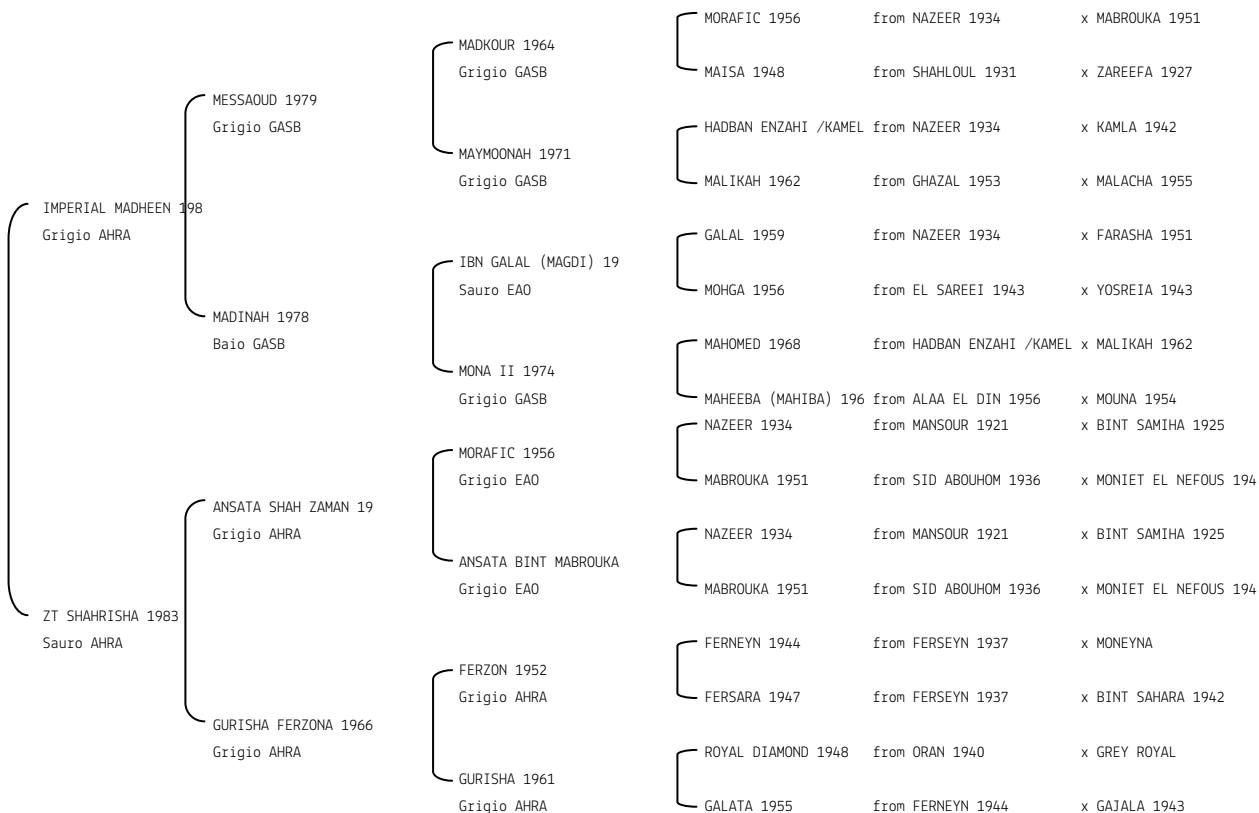 MORAFIC 1956 from NAZEER 1934 x MABROUKA 1951
MADKOUR 1964
Grigio GASB MAISA 1948 from SHAHLOUL 1931 x ZAREEFA 1927
MESSAOUD 1979
Grigio GASB HADBAN ENZAHI /KAMEL from NAZEER 1934 x KAMLA 1942
MAYMOONAH 1971
Grigio GASB MALIKAH 1962 from GHAZAL 1953 x MALACHA 1955
IMPERIAL MADHEEN 198
Grigio AHRA GALAL 1959 from NAZEER 1934 x FARASHA 1951
IBN GALAL (MAGDI) 19
Sauro EAO MOHGA 1956 from EL SAREEI 1943 x YOSREIA 1943
MADINAH 1978
Baio GASB MAHOMED 1968 from HADBAN ENZAHI /KAMEL x MALIKAH 1962
MONA II 1974
Grigio GASB MAHEEBA (MAHIBA) 196 from ALAA EL DIN 1956 x MOUNA 1954
NAZEER 1934 from MANSOUR 1921 x BINT SAMIHA 1925
MORAFIC 1956
Grigio EAO MABROUKA 1951 from SID ABOUHOM 1936 x MONIET EL NEFOUS 194
ANSATA SHAH ZAMAN 19
Grigio AHRA NAZEER 1934 from MANSOUR 1921 x BINT SAMIHA 1925
ANSATA BINT MABROUKA
Grigio EAO MABROUKA 1951 from SID ABOUHOM 1936 x MONIET EL NEFOUS 194
ZT SHAHRISHA 1983
Sauro AHRA FERNEYN 1944 from FERSEYN 1937 x MONEYNA
FERZON 1952
Grigio AHRA FERSARA 1947 from FERSEYN 1937 x BINT SAHARA 1942
GURISHA FERZONA 1966
Grigio AHRA ROYAL DIAMOND 1948 from ORAN 1940 x GREY ROYAL
GURISHA 1961
Grigio AHRA GALATA 1955 from FERNEYN 1944 x GAJALA 1943